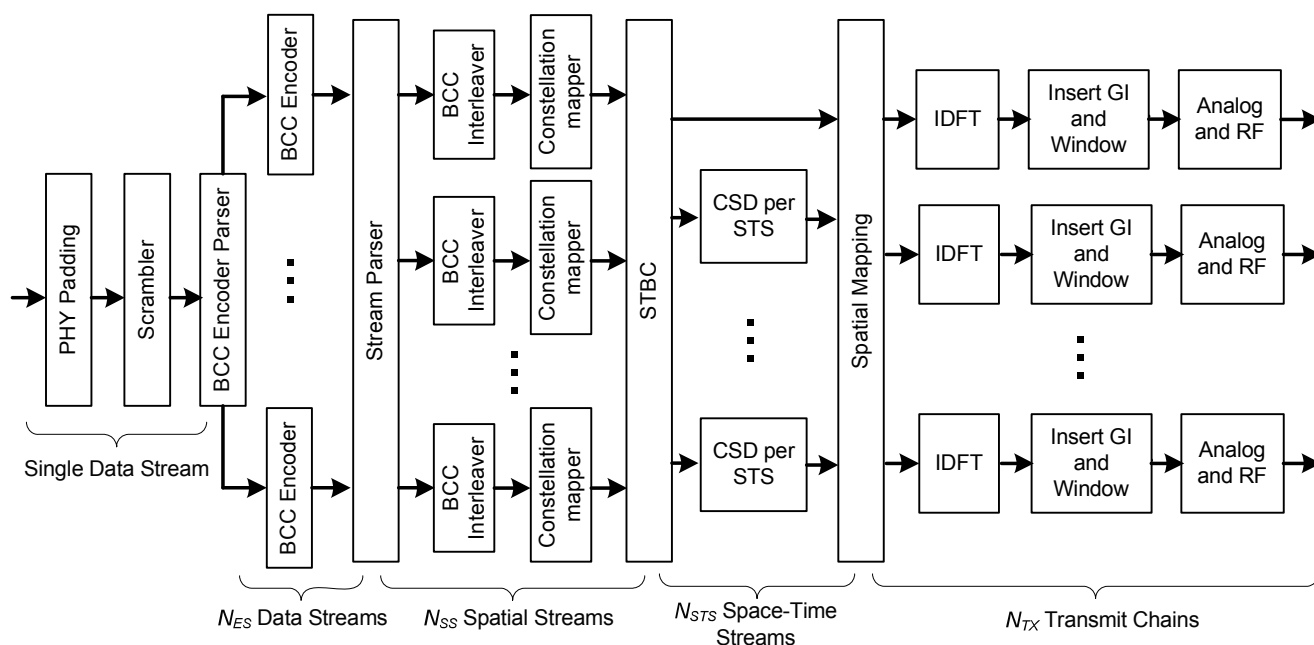 PHY Padding
Scrambler
BCC Encoder Parser
BCC Encoder
BCC Encoder
Stream Parser
BCC
Interleaver
Constellation
mapper
BCC
Interleaver
Constellation
mapper
BCC
Interleaver
Constellation
mapper
STBC
CSD per
STS
CSD per
STS
Spatial Mapping
IDFT
Insert GI
and
Window
Analog
and RF
IDFT
Insert GI
and
Window
Analog
and RF
IDFT
Insert GI
and
Window
Analog
and RF
Single Data Stream
NES Data Streams
NSS Spatial Streams
NSTS Space-Time
Streams
NTX Transmit Chains